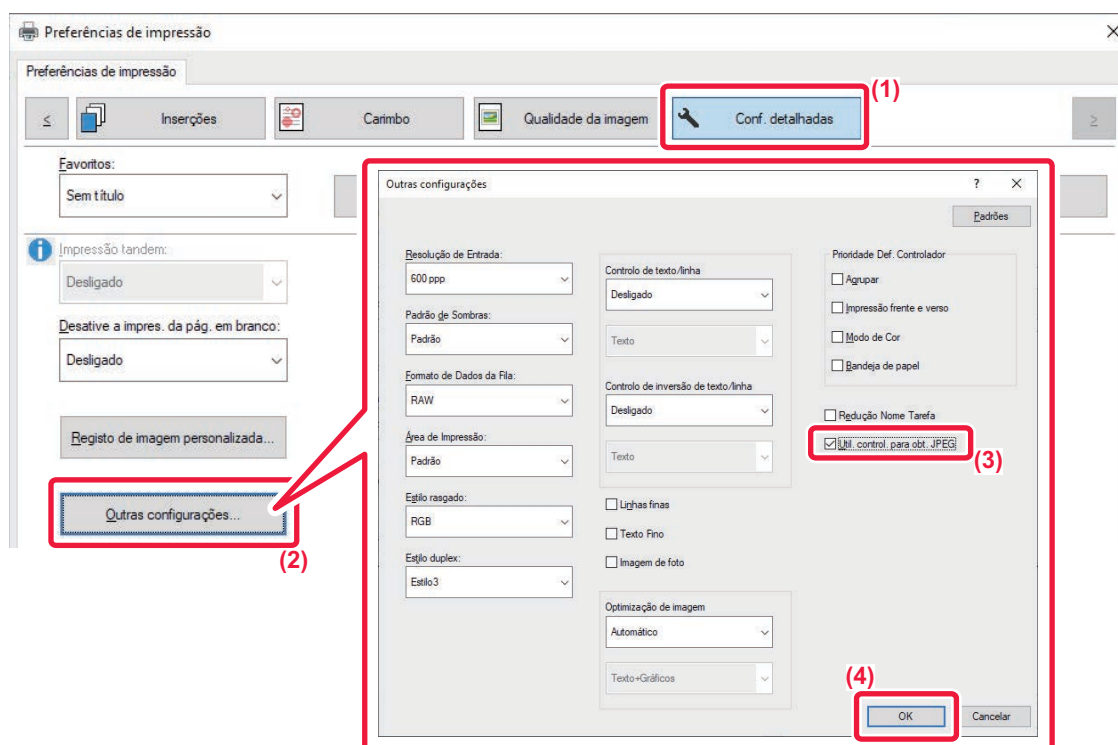 Preferências de impressão
Preferências de impressão
(1)
≤
Inserções
Carimbo
Qualidade da imagem
Conf. detalhadas
≥
Favoritos:
Sem título
Impressão tandem:
Desligado
Desative a impres. da pág. em branco:
Desligado
Registo de imagem personalizada...
Outras configurações...
(2)
Outras configurações
?
Padrões
Resolução de Entrada:
600 ppp
Padrão de Sombras:
Padrão
Formato de Dados da Fila:
RAW
Área de Impressão:
Padrão
Estilo rasgado:
RGB
Estilo duplex:
Estilo3
Controlo de texto/linha
Desligado
Texto
Controlo de inversão de texto/linha
Desligado
Texto
Linhas finas
Texto Fino
Imagem de foto
Optimização de imagem
Automático
Texto+Gráficos
Prioridade Def. Controlador
Agrupar
Impressão frente e verso
Modo de Cor
Bandeja de papel
Redução Nome Tarefa
Util. control. para obt. JPEG
(3)
(4)
OK
Cancelar